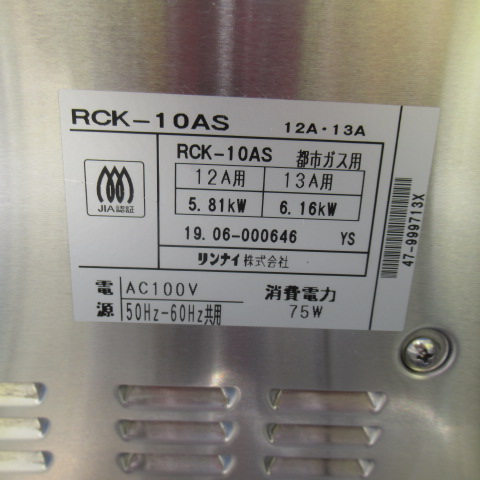 RCK-10AS 12A・13A
RCK-10AS 都市ガス用
12A用 13A用
5.81kW 6.16kW
JIA認証
19.06-000646 YS
リンナイ株式会社
電源 AC100V 50Hz-60Hz共用
消費電力 75W
47-999713X